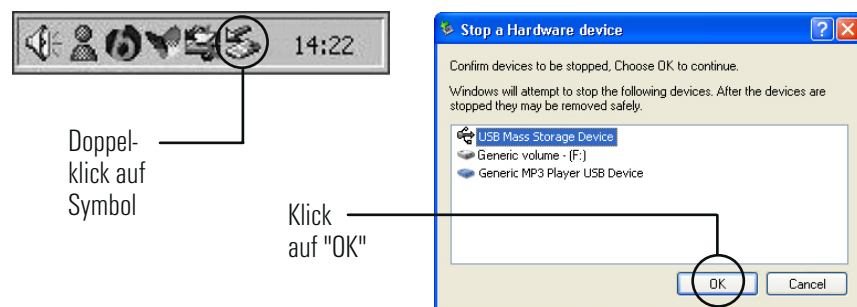 14:22
Doppel-
klick auf
Symbol
Klick
auf "OK"
Stop a Hardware device
Confirm devices to be stopped, Choose OK to continue.
Windows will attempt to stop the following devices. After the devices are
stopped they may be removed safely.
USB Mass Storage Device
Generic volume - (F:)
Generic MP3 Player USB Device
OK
Cancel